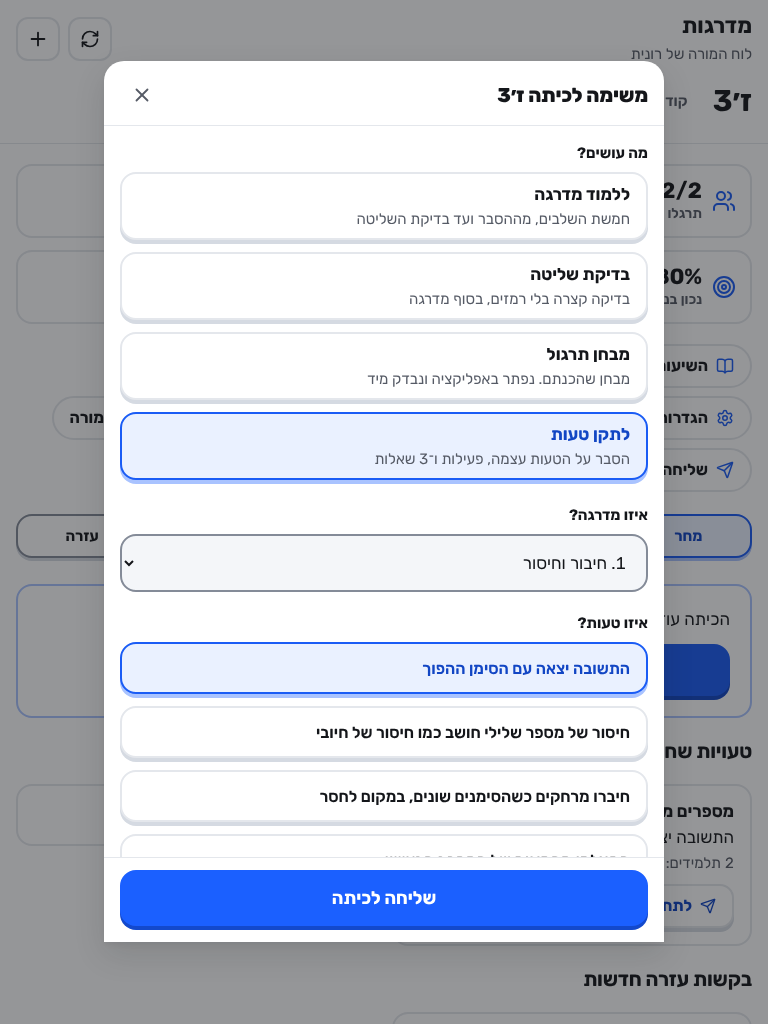 מדרגות
לוח המורה של רונית
ז׳3
קוד
משימה לכיתה ז׳3
מה עושים?
ללמוד מדרגה
חמשת השלבים, מההסבר ועד בדיקת השליטה
בדיקת שליטה
בדיקה קצרה בלי רמזים, בסוף מדרגה
מבחן תרגול
מבחן שהכנתם. נפתר באפליקציה ונבדק מיד
לתקן טעות
הסבר על הטעות עצמה, פעילות ו־3 שאלות
איזו מדרגה?
1. חיבור וחיסור
איזו טעות?
התשובה יצאה עם הסימן ההפוך
חיסור של מספר שלילי חושב כמו חיסור של חיובי
חיברו מרחקים כשהסימנים שונים, במקום לחסר
שליחה לכיתה
2/2
תרגלו
80%
נכון
הגדרות
שליחה
מחר
עזרה
הכיתה
מספרים
התשובה
2 תלמידים:
בקשות עזרה חדשות